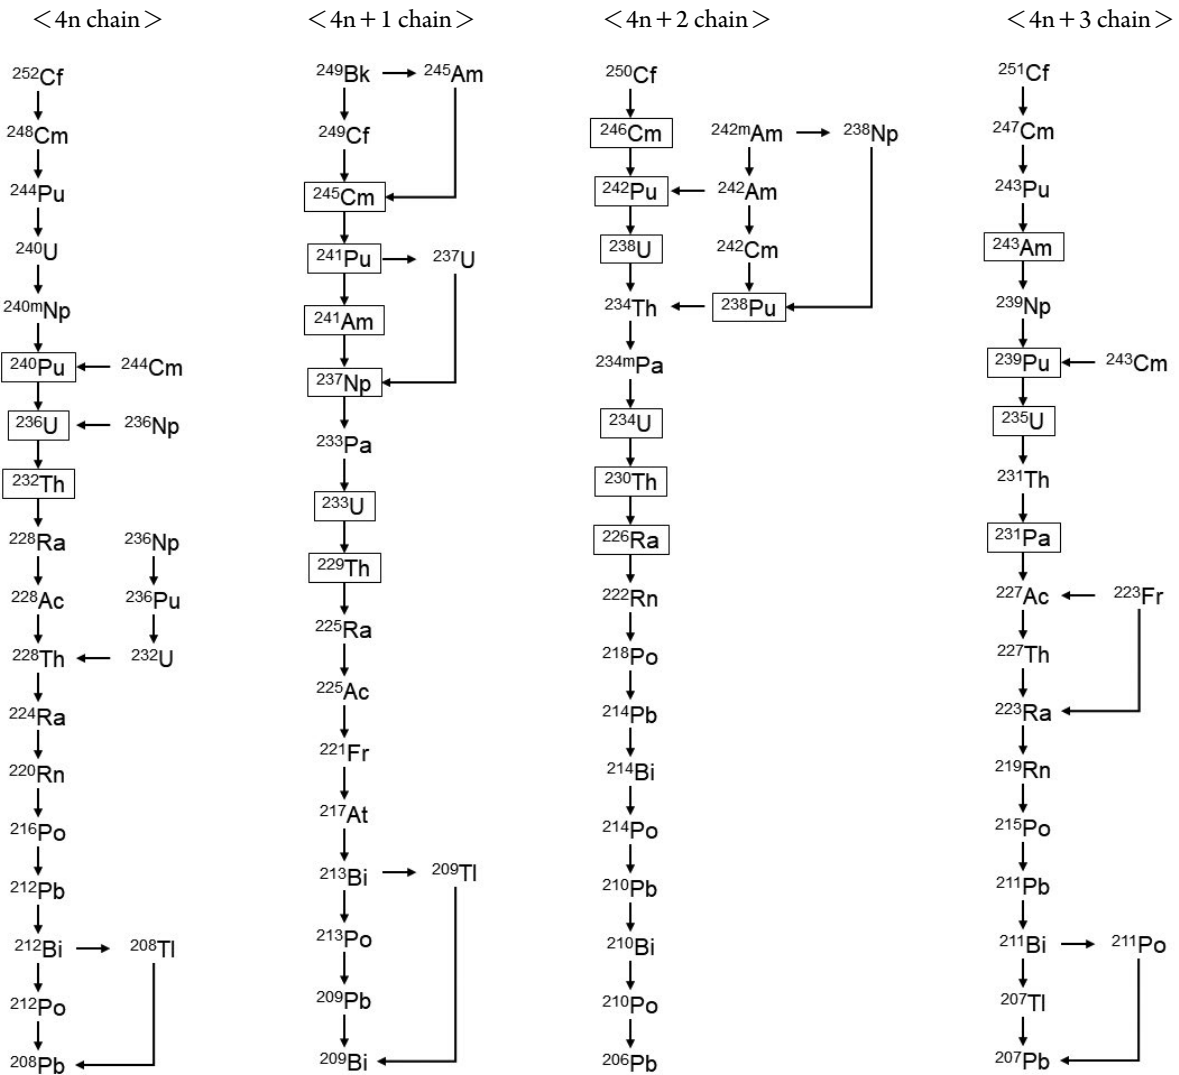 ＜4n chain＞
252Cf
248Cm
244Pu
240U
240mNp
240Pu 244Cm
236U 236Np
232Th
228Ra 236Np
228Ac 236Pu
228Th 232U
224Ra
220Rn
216Po
212Pb
212Bi 208Tl
212Po
208Pb
＜4n＋1 chain＞
249Bk 245Am
249Cf
245Cm
241Pu 237U
241Am
237Np
233Pa
233U
229Th
225Ra
225Ac
221Fr
217At
213Bi 209Tl
213Po
209Pb
209Bi
＜4n＋2 chain＞
250Cf
246Cm 242mAm 238Np
242Pu 242Am
238U 242Cm
234Th 238Pu
234mPa
234U
230Th
226Ra
222Rn
218Po
214Pb
214Bi
214Po
210Pb
210Bi
210Po
206Pb
＜4n＋3 chain＞
251Cf
247Cm
243Pu
243Am
239Np
239Pu 243Cm
235U
231Th
231Pa
227Ac 223Fr
227Th
223Ra
219Rn
215Po
211Pb
211Bi 211Po
207Tl
207Pb